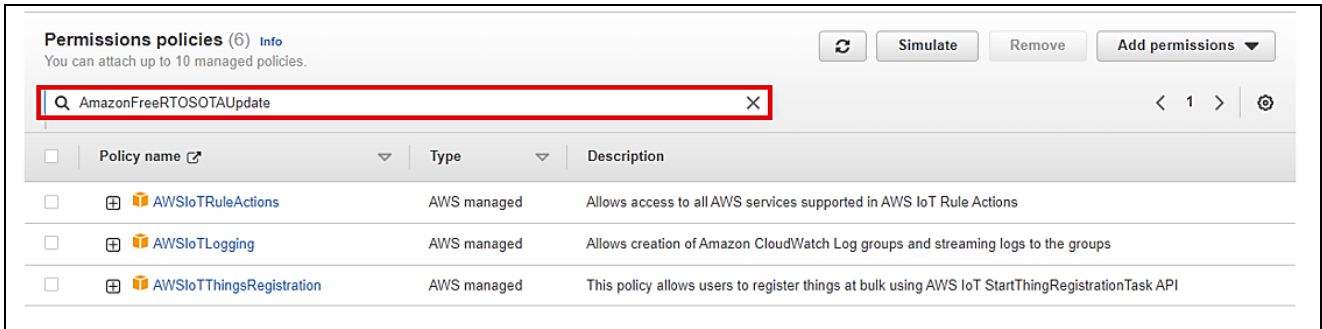 Permissions policies (6) Info
You can attach up to 10 managed policies.
Simulate
Remove
Add permissions
AmazonFreeRTOSOTAUpdate
1
Policy name
Type
Description
AWSIoTRuleActions AWS managed Allows access to all AWS services supported in AWS IoT Rule Actions
AWSIoTLogging AWS managed Allows creation of Amazon CloudWatch Log groups and streaming logs to the groups
AWSIoTThingsRegistration AWS managed This policy allows users to register things at bulk using AWS IoT StartThingRegistrationTask API